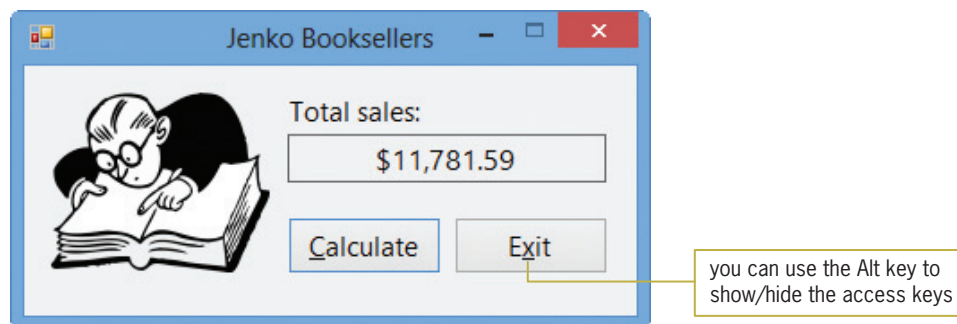 Jenko Booksellers
Total sales:
$11,781.59
Calculate Exit
you can use the Alt key to
show/hide the access keys